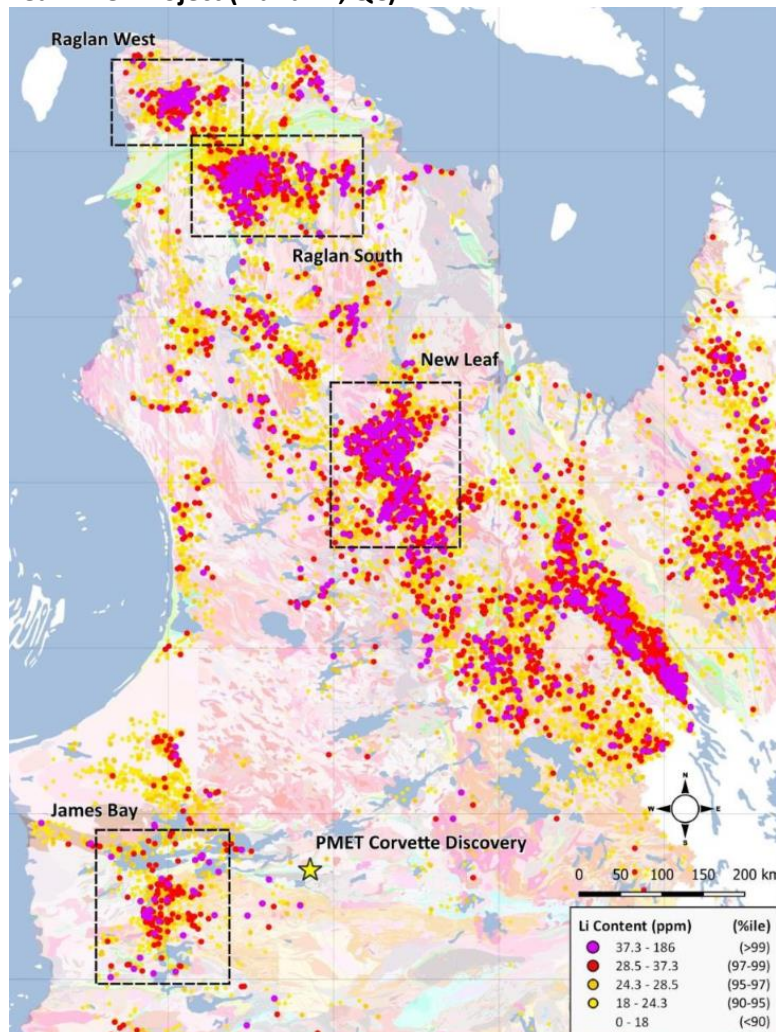 Raglan West
Raglan South
New Leaf
James Bay
PMET Corvette Discovery
N
W E
S
0 50 100 150 200 km
Li Content (ppm) (%ile)
37.3 - 186 (>99)
28.5 - 37.3 (97-99)
24.3 - 28.5 (95-97)
18 - 24.3 (90-95)
0 - 18 (<90)